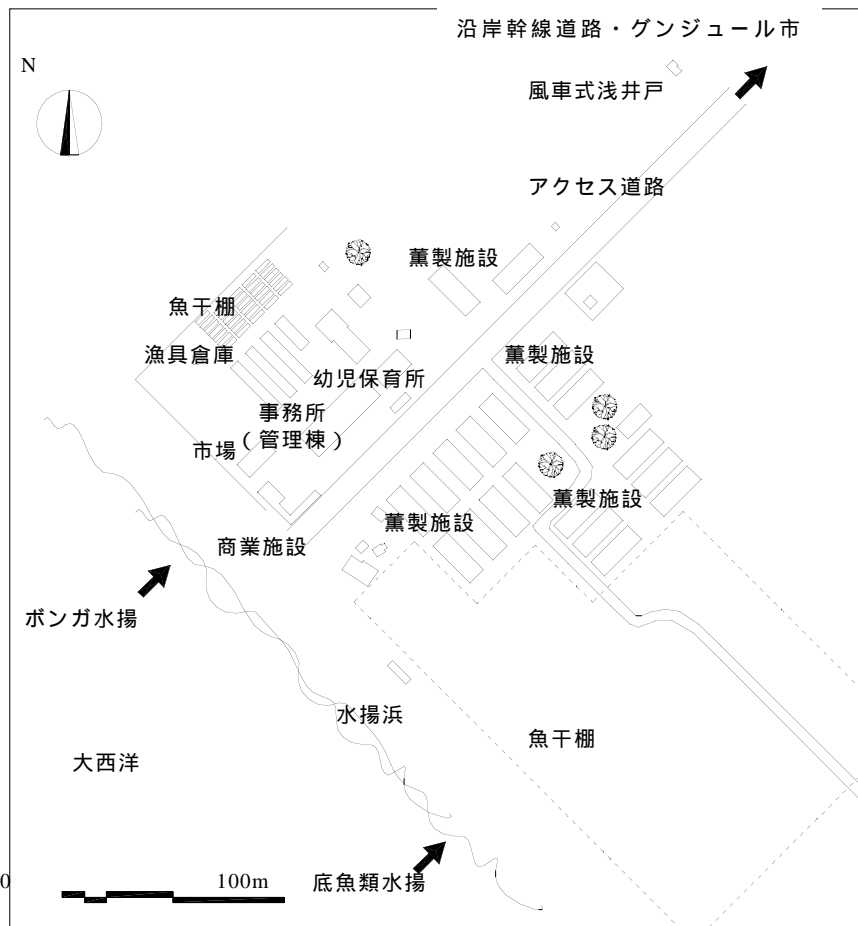 沿岸幹線道路・グンジュール市
N
風車式浅井戸
アクセス道路
薫製施設
魚干棚
漁具倉庫
薫製施設
幼児保育所
事務所
（管理棟）
市場
薫製施設
薫製施設
商業施設
ボンガ水揚
水揚浜
魚干棚
大西洋
0 100m
底魚類水揚